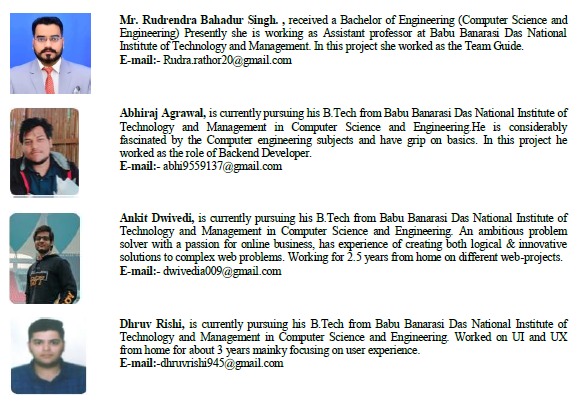 Mr. Rudrendra Bahadur Singh. , received a Bachelor of Engineering (Computer Science and
Engineering) Presently she is working as Assistant professor at Babu Banarasi Das National
Institute of Technology and Management. In this project she worked as the Team Guide.
E-mail:- Rudra.rathor20@gmail.com
Abhiraj Agrawal, is currently pursuing his B.Tech from Babu Banarasi Das National Institute of
Technology and Management in Computer Science and Engineering.He is considerably
fascinated by the Computer engineering subjects and have grip on basics. In this project he
worked as the role of Backend Developer.
E-mail:- abhi9559137@gmail.com
Ankit Dwivedi, is currently pursuing his B.Tech from Babu Banarasi Das National Institute of
Technology and Management in Computer Science and Engineering. An ambitious problem
solver with a passion for online business, has experience of creating both logical & innovative
solutions to complex web problems. Working for 2.5 years from home on different web-projects.
E-mail:- dwivedia009@gmail.com
Dhruv Rishi, is currently pursuing his B.Tech from Babu Banarasi Das National Institute of
Technology and Management in Computer Science and Engineering. Worked on UI and UX
from home for about 3 years mainky focusing on user experience.
E-mail:-dhruvrishi945@gmail.com